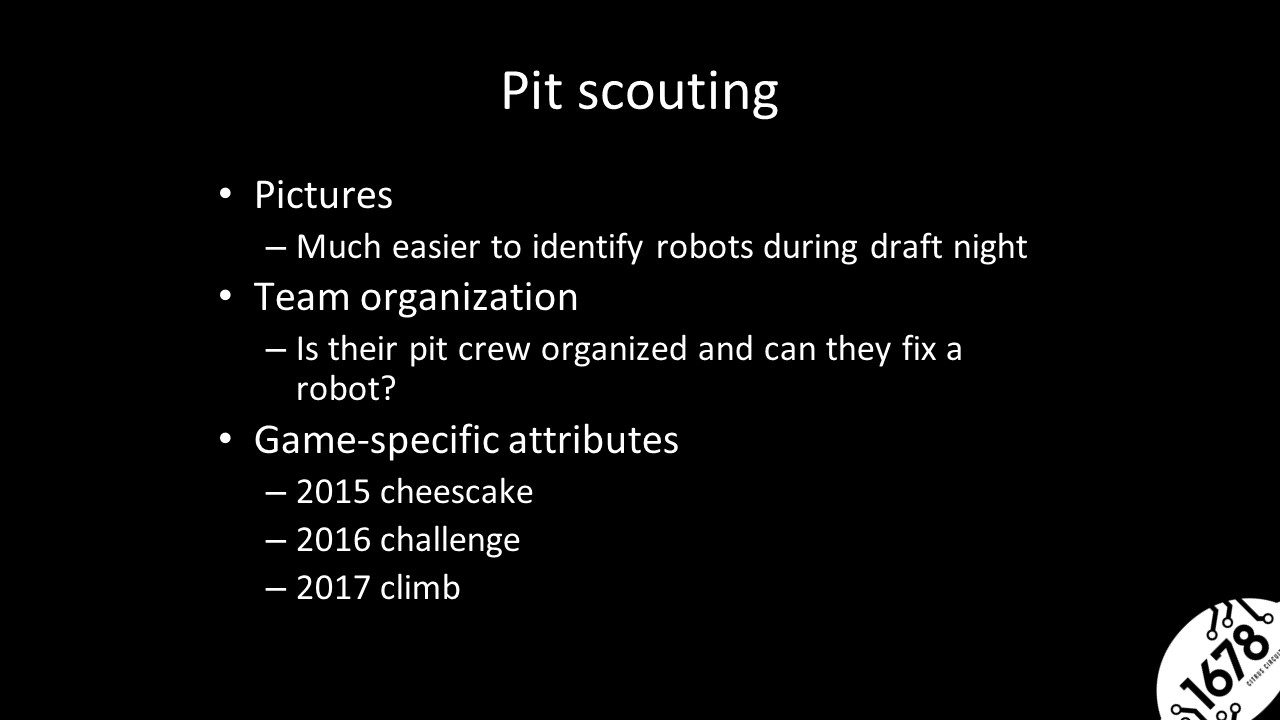 Pit scouting
• Pictures
– Much easier to identify robots during draft night
• Team organization
– Is their pit crew organized and can they fix a
robot?
• Game-specific attributes
– 2015 cheescake
– 2016 challenge
– 2017 climb
1678
CITRUS